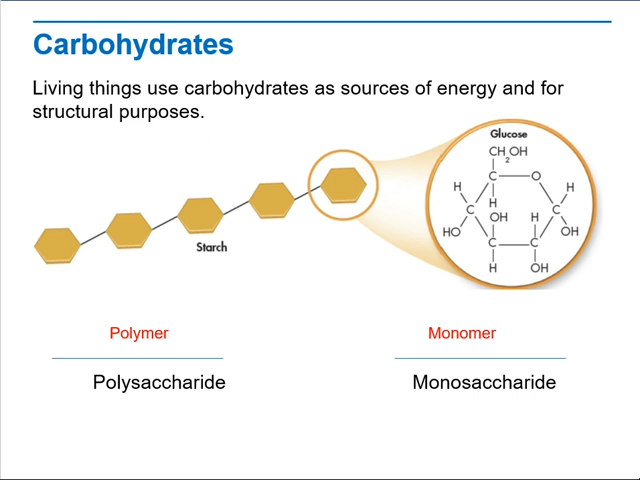 Carbohydrates
Living things use carbohydrates as sources of energy and for
structural purposes.
Glucose
CH2OH
C O
H H
C H C
OH H
HO OH
C C
H OH
Starch
Polymer Monomer
Polysaccharide Monosaccharide